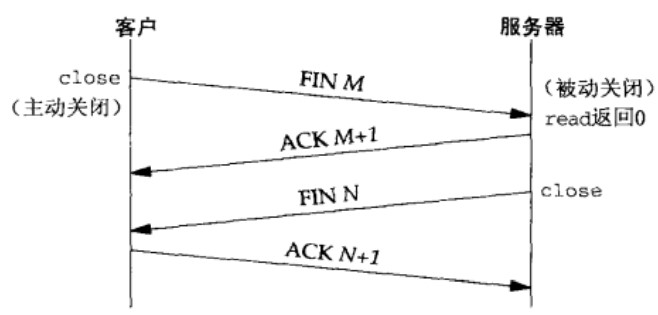 客户
服务器
close
(主动关闭)
FIN M
(被动关闭)
read返回0
ACK M+1
FIN N
close
ACK N+1